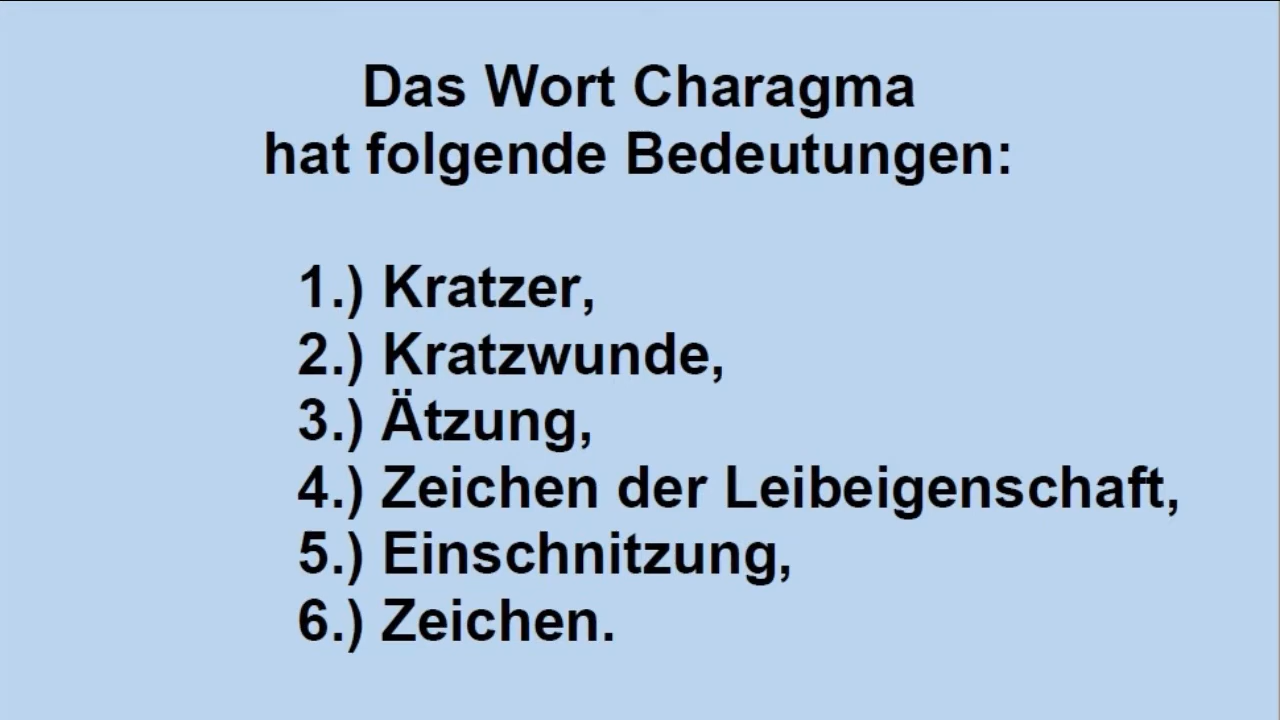 Das Wort Charagma
hat folgende Bedeutungen:
1.) Kratzer,
2.) Kratzwunde,
3.) Ätzung,
4.) Zeichen der Leibeigenschaft,
5.) Einschnitzung,
6.) Zeichen.